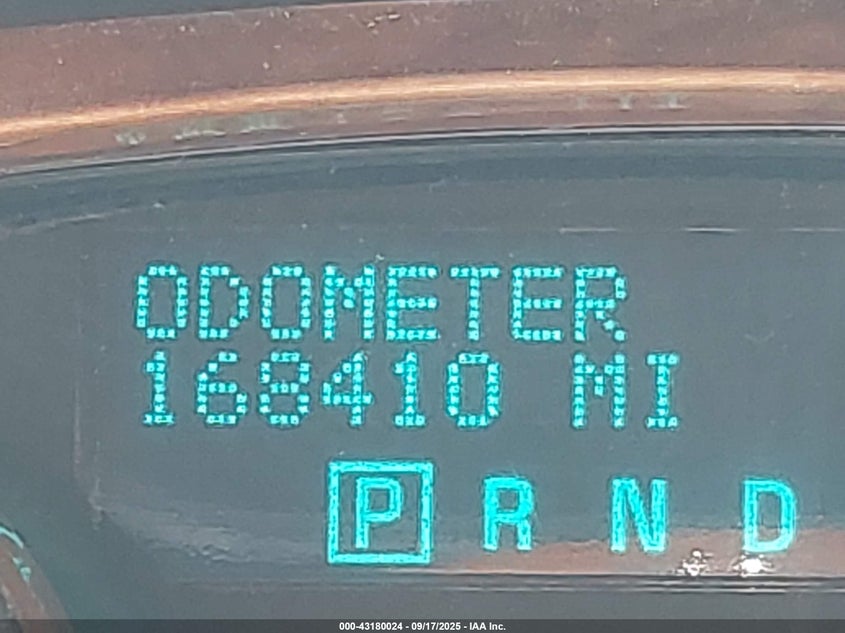 ODOMETER
168410 MI
P R N D
000-43180024 - 09/17/2025 - IAA Inc.